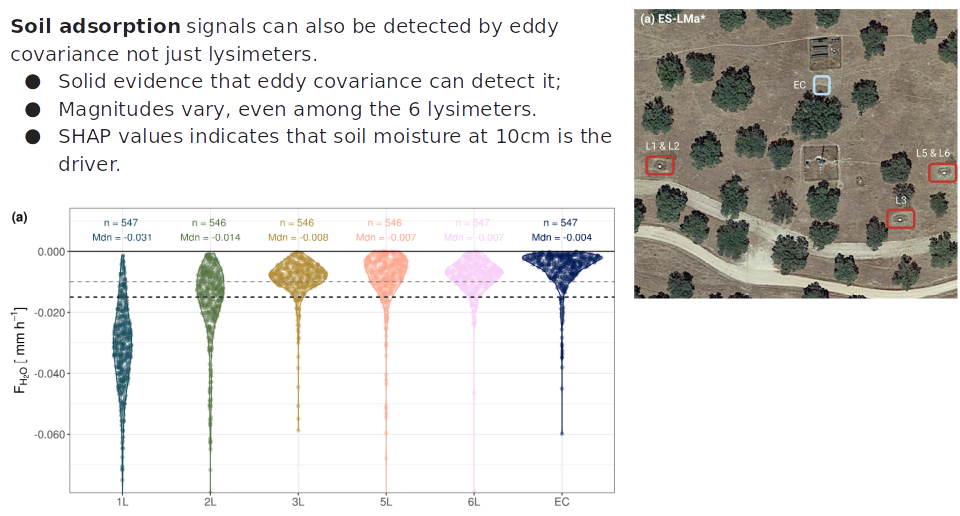 Soil adsorption signals can also be detected by eddy
covariance not just lysimeters.
● Solid evidence that eddy covariance can detect it;
● Magnitudes vary, even among the 6 lysimeters.
● SHAP values indicates that soil moisture at 10cm is the
driver.
(a) ES-LMa*
EC
L1 & L2
L5 & L6
L3
(a)
n = 547 n = 546 n = 546 n = 546 n = 547 n = 547
Mdn = -0.031 Mdn = -0.014 Mdn = -0.008 Mdn = -0.007 Mdn = -0.007 Mdn = -0.004
0.000
-0.020
-0.040
-0.060
F_H₂O [ mm h⁻¹]
1L 2L 3L 5L 6L EC